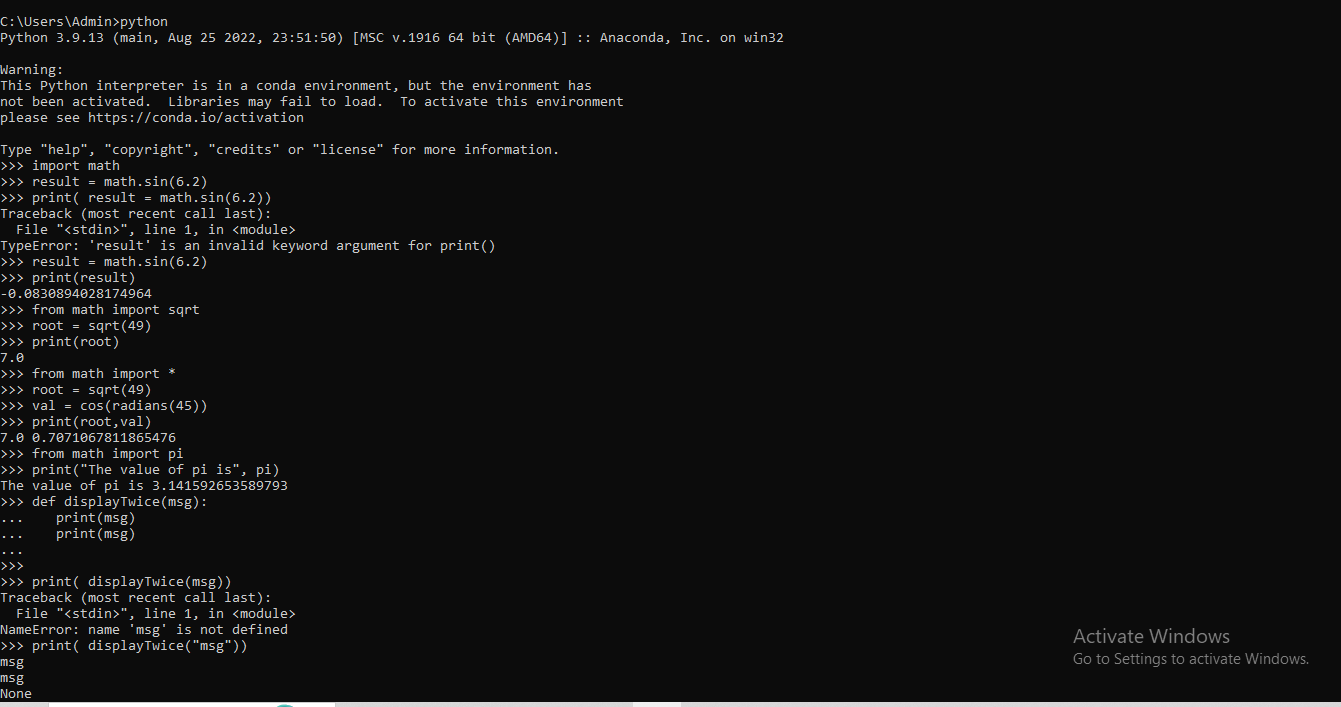 C:\Users\Admin>python
Python 3.9.13 (main, Aug 25 2022, 23:51:50) [MSC v.1916 64 bit (AMD64)] :: Anaconda, Inc. on win32
Warning:
This Python interpreter is in a conda environment, but the environment has
not been activated.  Libraries may fail to load.  To activate this environment
please see https://conda.io/activation
Type "help", "copyright", "credits" or "license" for more information.
>>> import math
>>> result = math.sin(6.2)
>>> print( result = math.sin(6.2))
Traceback (most recent call last):
  File "<stdin>", line 1, in <module>
TypeError: 'result' is an invalid keyword argument for print()
>>> result = math.sin(6.2)
>>> print(result)
-0.0830894028174964
>>> from math import sqrt
>>> root = sqrt(49)
>>> print(root)
7.0
>>> from math import *
>>> root = sqrt(49)
>>> val = cos(radians(45))
>>> print(root,val)
7.0 0.7071067811865476
>>> from math import pi
>>> print("The value of pi is", pi)
The value of pi is 3.141592653589793
>>> def displayTwice(msg):
...    print(msg)
...    print(msg)
...
>>>
>>> print( displayTwice(msg))
Traceback (most recent call last):
  File "<stdin>", line 1, in <module>
NameError: name 'msg' is not defined
>>> print( displayTwice("msg"))
msg
msg
None
Activate Windows
Go to Settings to activate Windows.